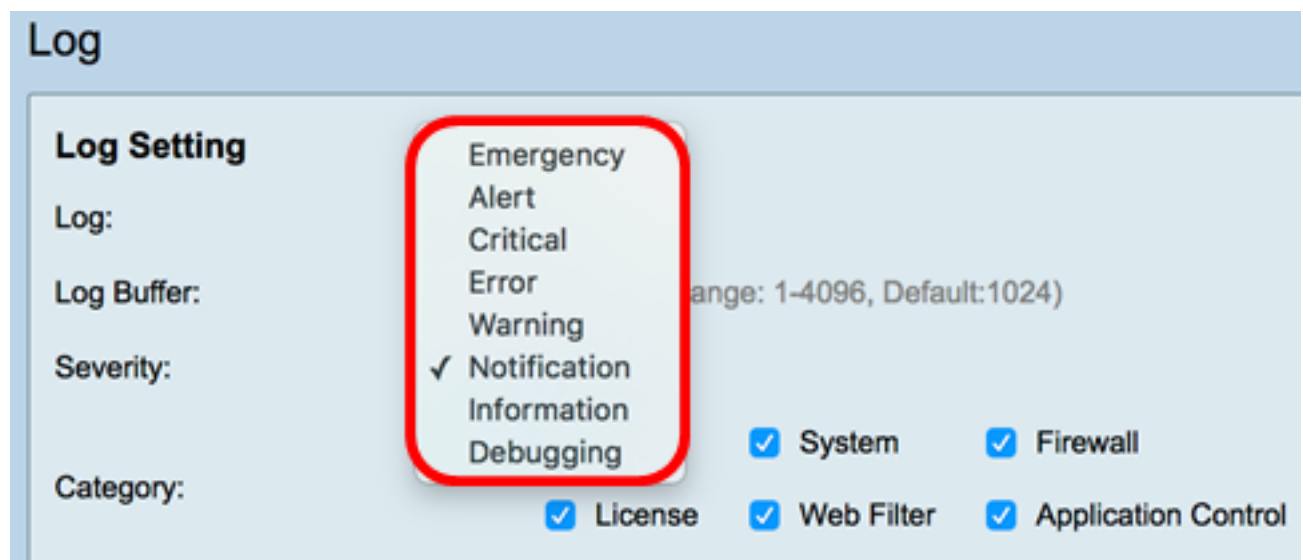 Log
Log Setting
Log:
Log Buffer:
ange: 1-4096, Default:1024)
Severity:
Emergency
Alert
Critical
Error
Warning
✓ Notification
Information
Debugging
Category:
System
Firewall
License
Web Filter
Application Control